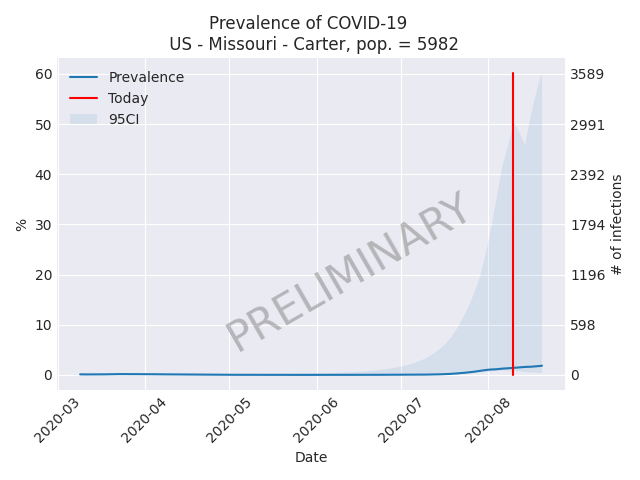 Prevalence of COVID-19
US - Missouri - Carter, pop. = 5982
Prevalence
Today
95CI
60
50
40
30
20
10
0
%
3589
2991
2392
1794
1196
598
0
# of infections
PRELIMINARY
2020-03
2020-04
2020-05
2020-06
2020-07
2020-08
Date